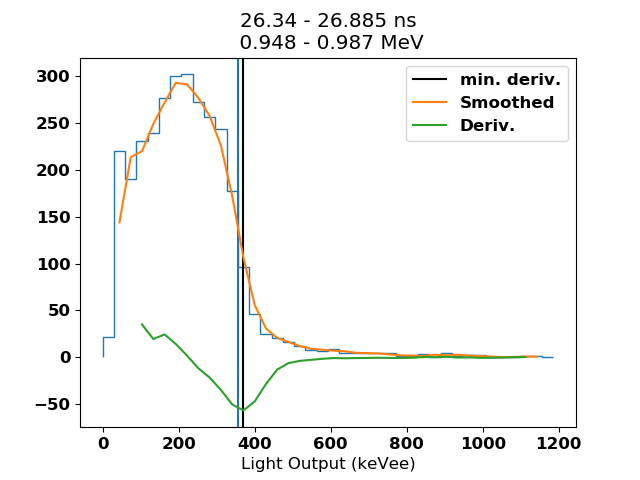 26.34 - 26.885 ns
0.948 - 0.987 MeV
min. deriv.
Smoothed
Deriv.
300
250
200
150
100
50
0
−50
0 200 400 600 800 1000 1200
Light Output (keVee)